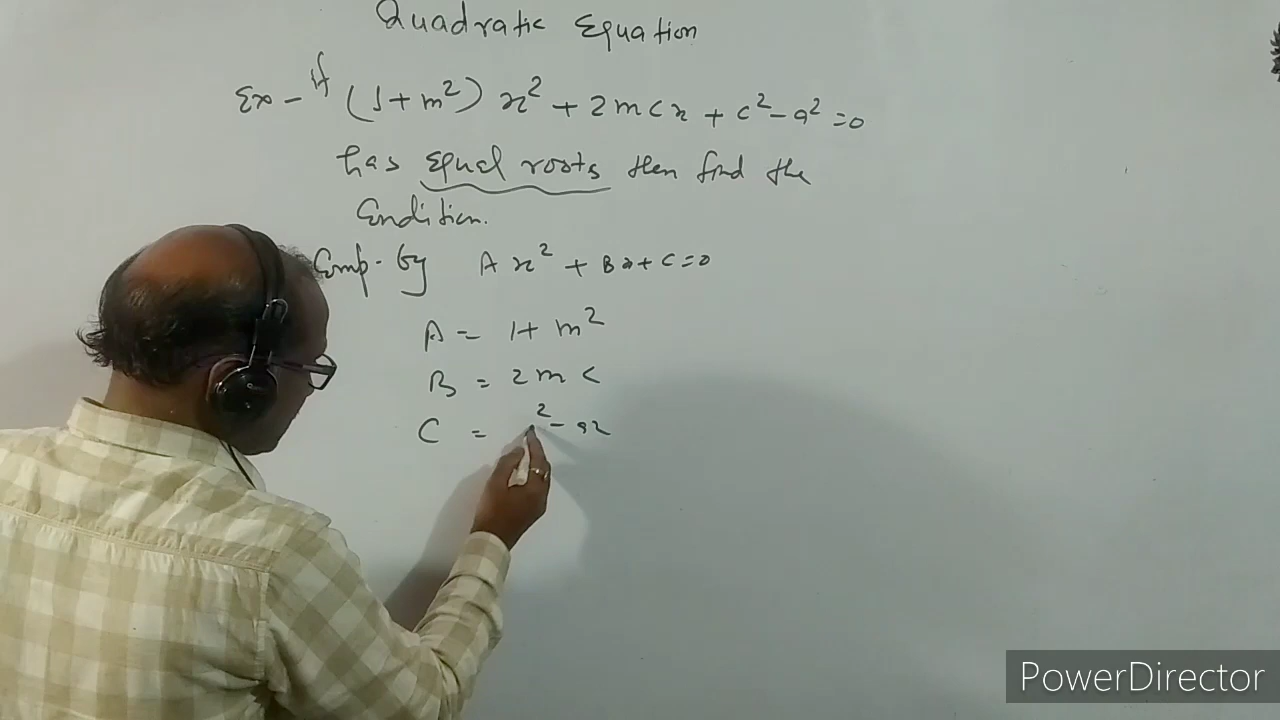 Quadratic Equation
Ex - If (1+m²) x² + 2mcx + c² - a² = 0
has equal roots then find the
Condition.
Comp. by Ax² + Bx + C = 0
A = 1 + m²
B = 2mc
C = ² - a2
PowerDirector